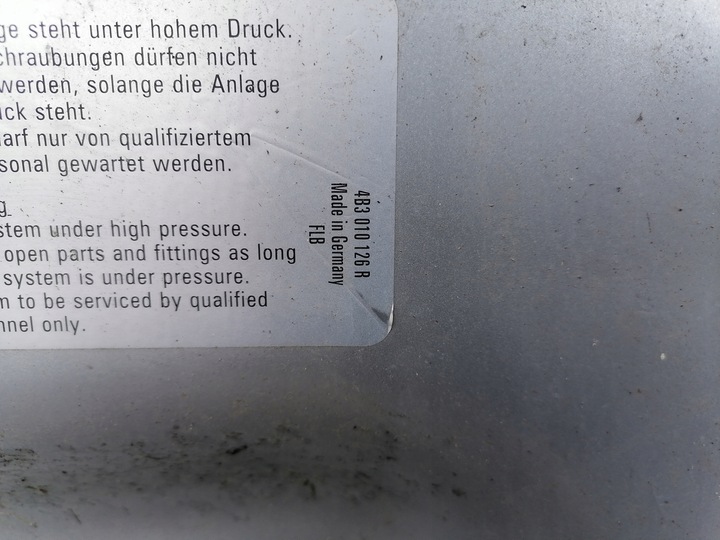 ge steht unter hohem Druck.
chraubungen dürfen nicht
werden, solange die Anlage
uck steht.
arf nur von qualifiziertem
sonal gewartet werden.
g
stem under high pressure.
open parts and fittings as long
system is under pressure.
m to be serviced by qualified
nnel only.
4B3 010 126 R
Made in Germany
FLB